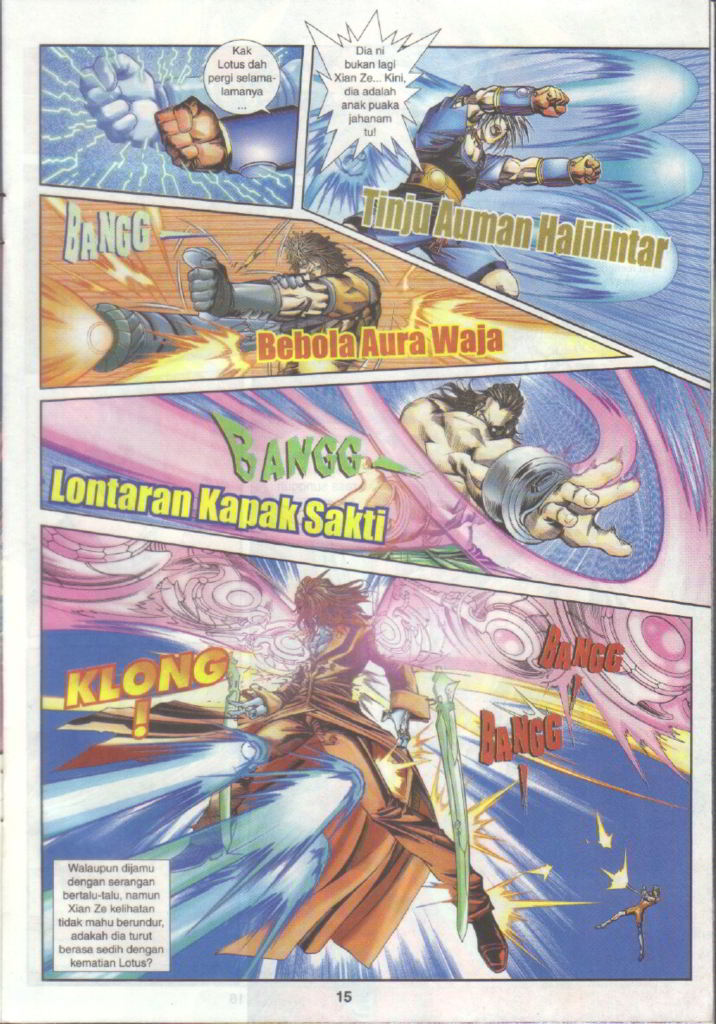 Kak
Lotus dah
pergi selama-
lamanya
...
Dia ni
bukan lagi
Xian Ze... Kini,
dia adalah
anak puaka
jahanam
tu!
Tinju Auman Halilintar
BANGG
Bebola Aura Waja
BANGG
Lontaran Kapak Sakti
KLONG
!
BANGG
!
BANGG
!
Walaupun dijamu
dengan serangan
bertalu-talu, namun
Xian Ze kelihatan
tidak mahu berundur,
adakah dia turut
berasa sedih dengan
kematian Lotus?
15